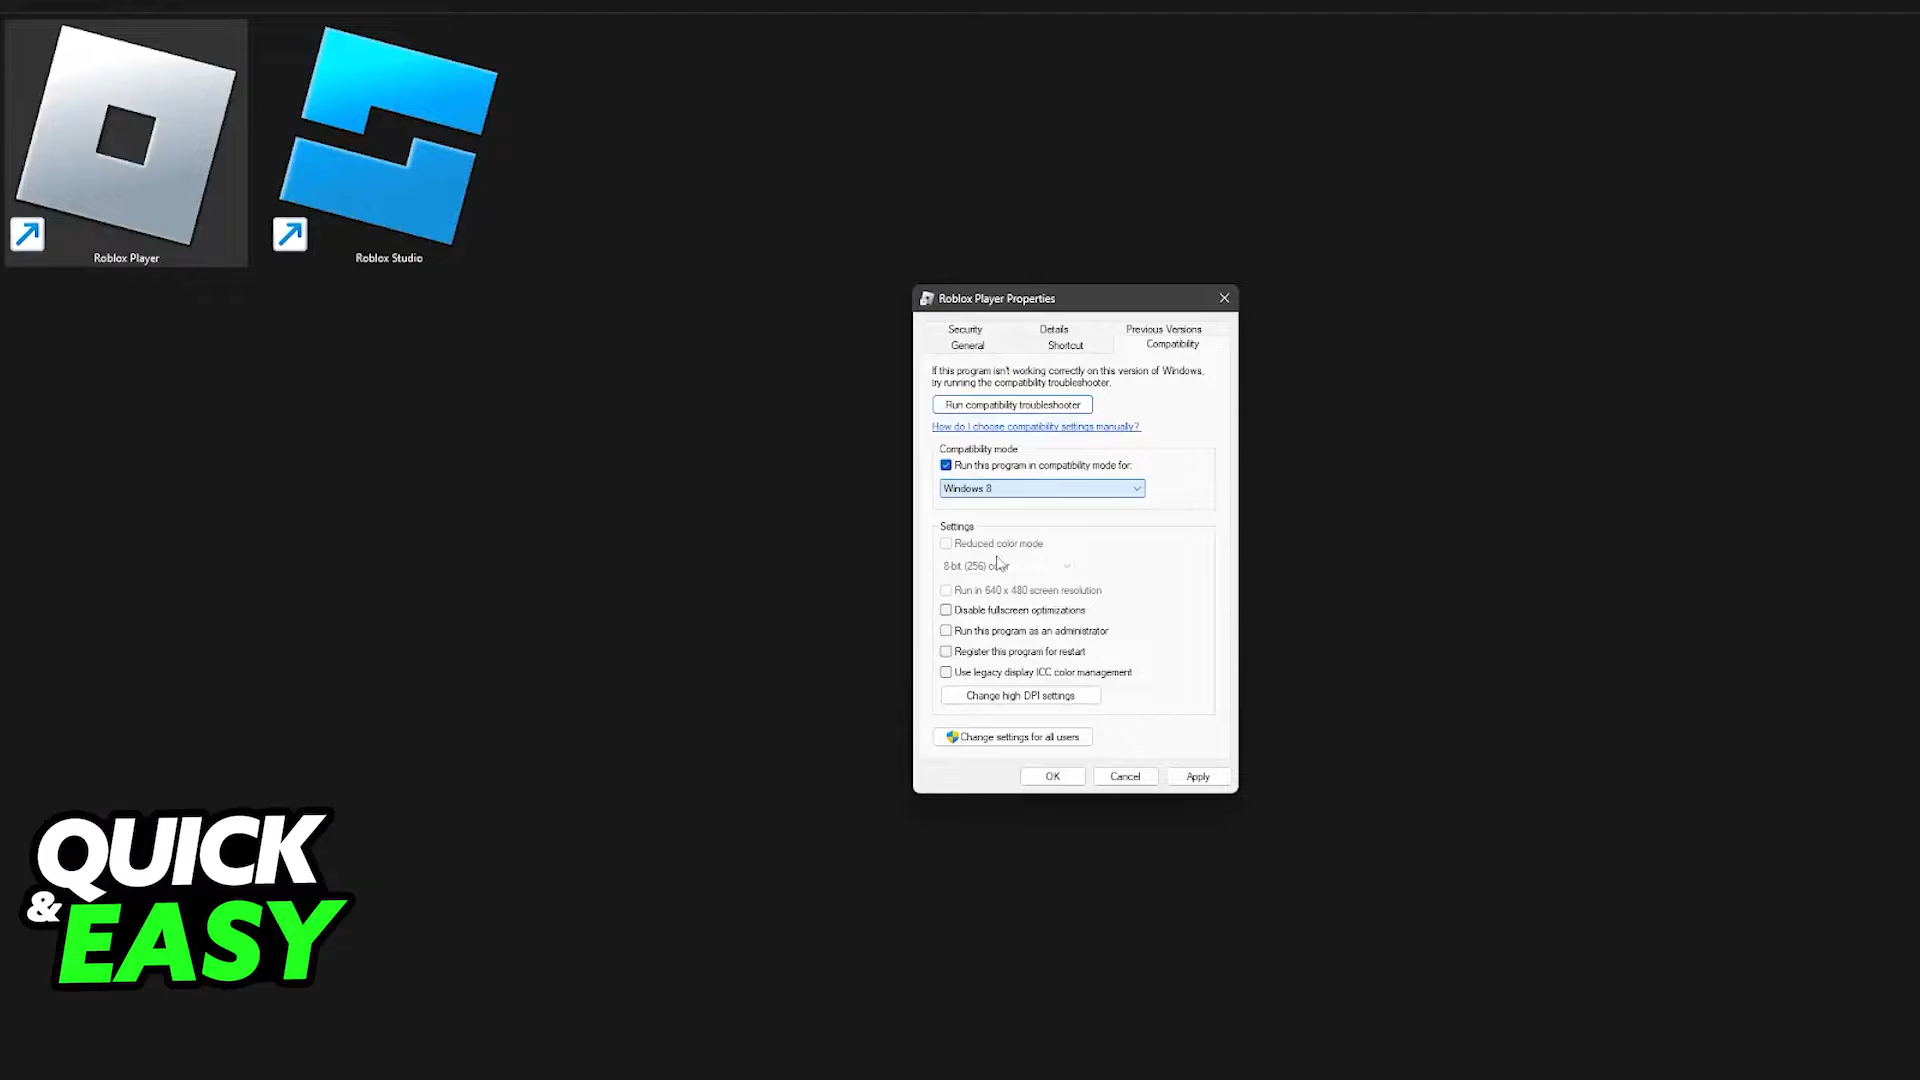 Roblox Player
Roblox Studio
Roblox Player Properties
Security Details Previous Versions
General Shortcut Compatibility
If this program isn't working correctly on this version of Windows,
try running the compatibility troubleshooter.
Run compatibility troubleshooter
How do I choose compatibility settings manually?
Compatibility mode
Run this program in compatibility mode for:
Windows 8
Settings
Reduced color mode
8-bit (256) color
Run in 640 x 480 screen resolution
Disable fullscreen optimizations
Run this program as an administrator
Register this program for restart
Use legacy display ICC color management
Change high DPI settings
Change settings for all users
OK Cancel Apply
QUICK
& EASY